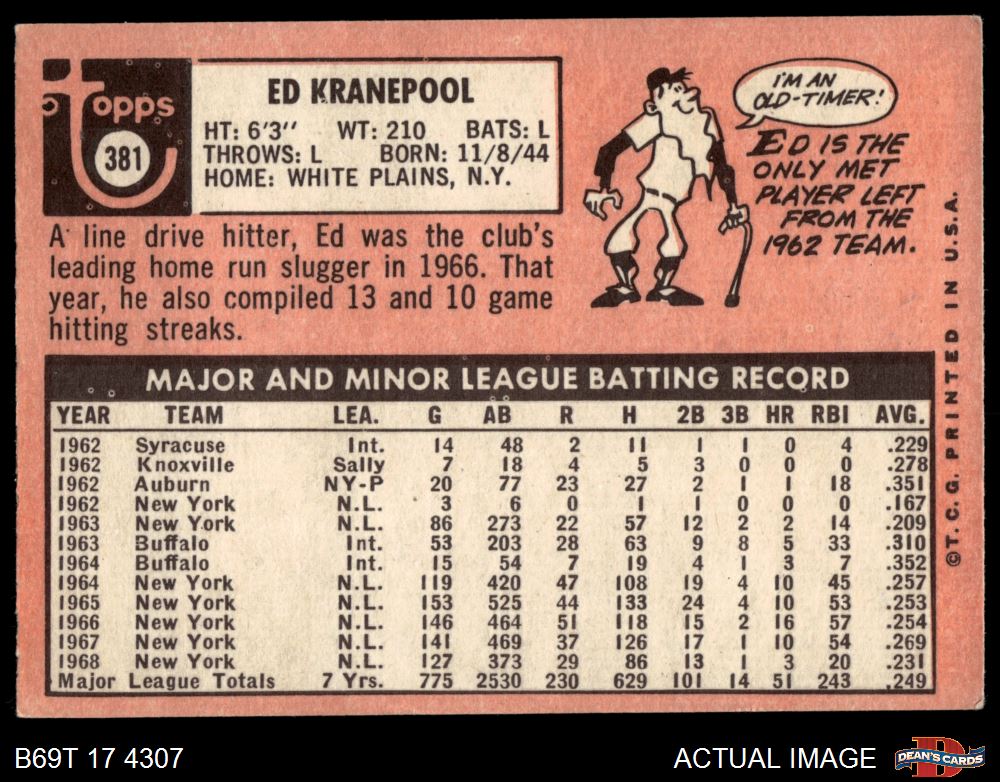 Topps
381
ED KRANEPOOL
HT: 6'3" WT: 210 BATS: L
THROWS: L BORN: 11/8/44
HOME: WHITE PLAINS, N.Y.
A line drive hitter, Ed was the club's
leading home run slugger in 1966. That
year, he also compiled 13 and 10 game
hitting streaks.
I'M AN
OLD-TIMER!
ED IS THE
ONLY MET
PLAYER LEFT
FROM THE
1962 TEAM.
MAJOR AND MINOR LEAGUE BATTING RECORD
YEAR TEAM LEA. G AB R H 2B 3B HR RBI AVG.
1962 Syracuse Int. 14 48 2 11 1 1 0 4 .229
1962 Knoxville Sally 7 18 4 5 3 0 0 0 .278
1962 Auburn NY-P 20 77 23 27 2 1 1 18 .351
1962 New York N.L. 3 6 0 1 1 0 0 0 .167
1963 New York N.L. 86 273 22 57 12 2 2 14 .209
1963 Buffalo Int. 53 203 28 63 9 8 5 33 .310
1964 Buffalo Int. 15 54 7 19 4 1 3 7 .352
1964 New York N.L. 119 420 47 108 19 4 10 45 .257
1965 New York N.L. 153 525 44 133 24 4 10 53 .253
1966 New York N.L. 146 464 51 118 15 2 16 57 .254
1967 New York N.L. 141 469 37 126 17 1 10 54 .269
1968 New York N.L. 127 373 29 86 13 1 3 20 .231
Major League Totals 7 Yrs. 775 2530 230 629 101 14 51 243 .249
©T.C.G. PRINTED IN U.S.A.
B69T 17 4307
ACTUAL IMAGE
D
DEAN'S CARDS